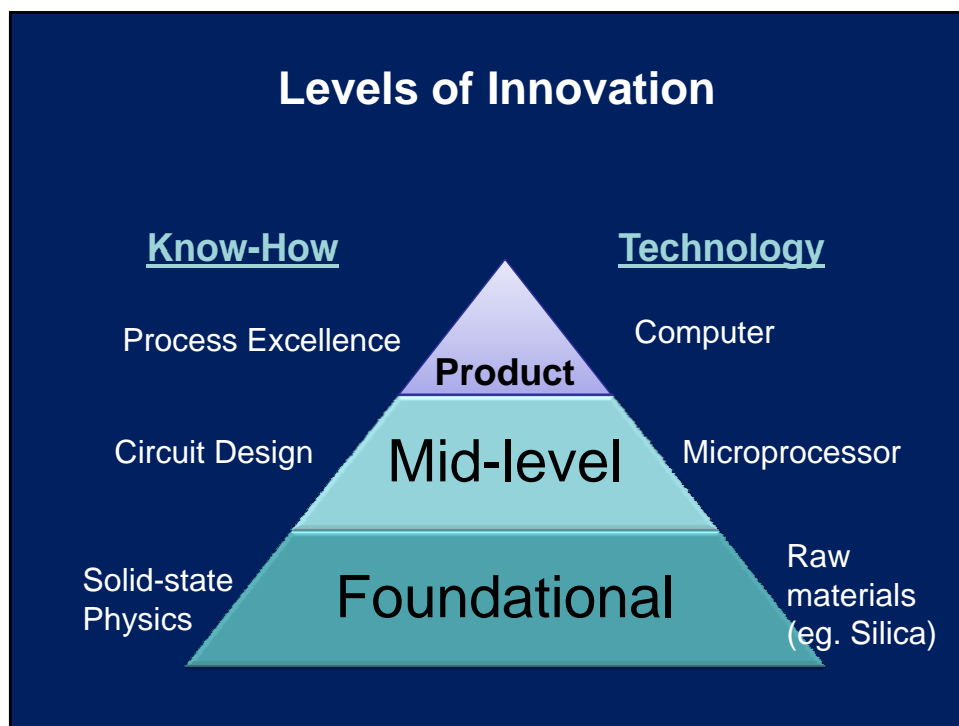 Levels of Innovation
Know-How
Technology
Process Excellence
Computer
Product
Circuit Design
Mid-level
Microprocessor
Solid-state
Physics
Foundational
Raw
materials
(eg. Silica)